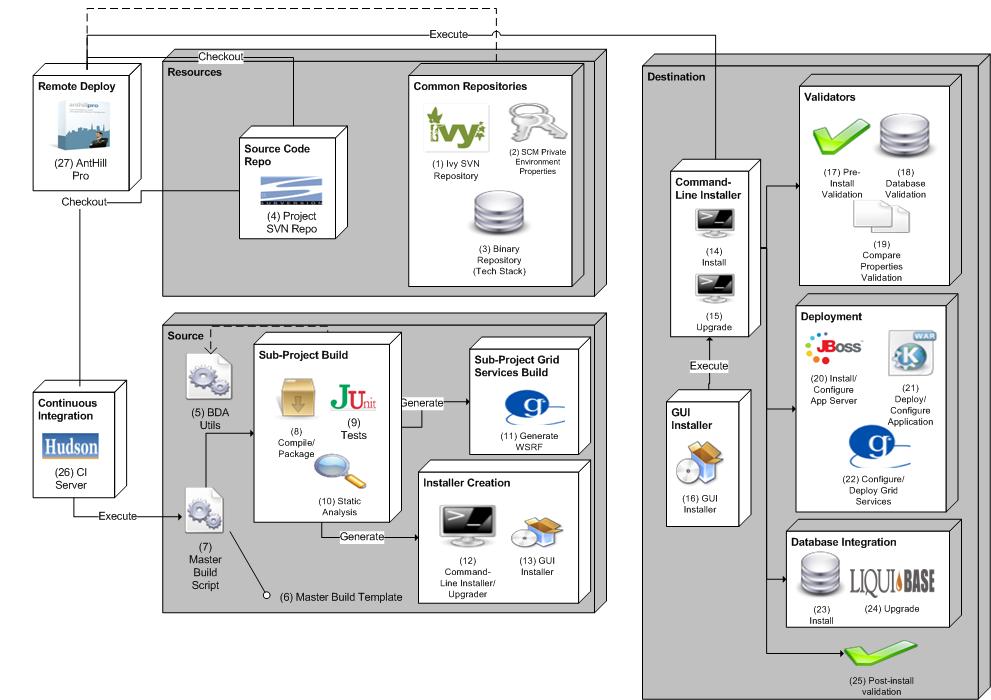 Execute
Checkout
Resources
Remote Deploy
anthillpro
(27) AntHill
Pro
Source Code
Repo
SUBVERSION
(4) Project
SVN Repo
Common Repositories
ivy
(1) Ivy SVN
Repository
(2) SCM Private
Environment
Properties
(3) Binary
Repository
(Tech Stack)
Checkout
Continuous
Integration
Hudson
(26) CI
Server
Execute
Source
(5) BDA
Utils
(7)
Master
Build
Script
(6) Master Build Template
Sub-Project Build
(8)
Compile/
Package
JUnit
(9)
Tests
(10) Static
Analysis
Generate
Sub-Project Grid
Services Build
g
(11) Generate
WSRF
Generate
Installer Creation
>_
(12)
Command-
Line Installer/
Upgrader
(13) GUI
Installer
Destination
Command-
Line Installer
>_
(14)
Install
>_
(15)
Upgrade
Execute
GUI
Installer
(16) GUI
Installer
Validators
(17) Pre-
Install
Validation
(18)
Database
Validation
(19)
Compare
Properties
Validation
Deployment
JBoss
(20) Install/
Configure
App Server
WAR
K
(21)
Deploy/
Configure
Application
g
(22) Configure/
Deploy Grid
Services
Database Integration
(23)
Install
LIQUIBASE
(24) Upgrade
(25) Post-install
validation